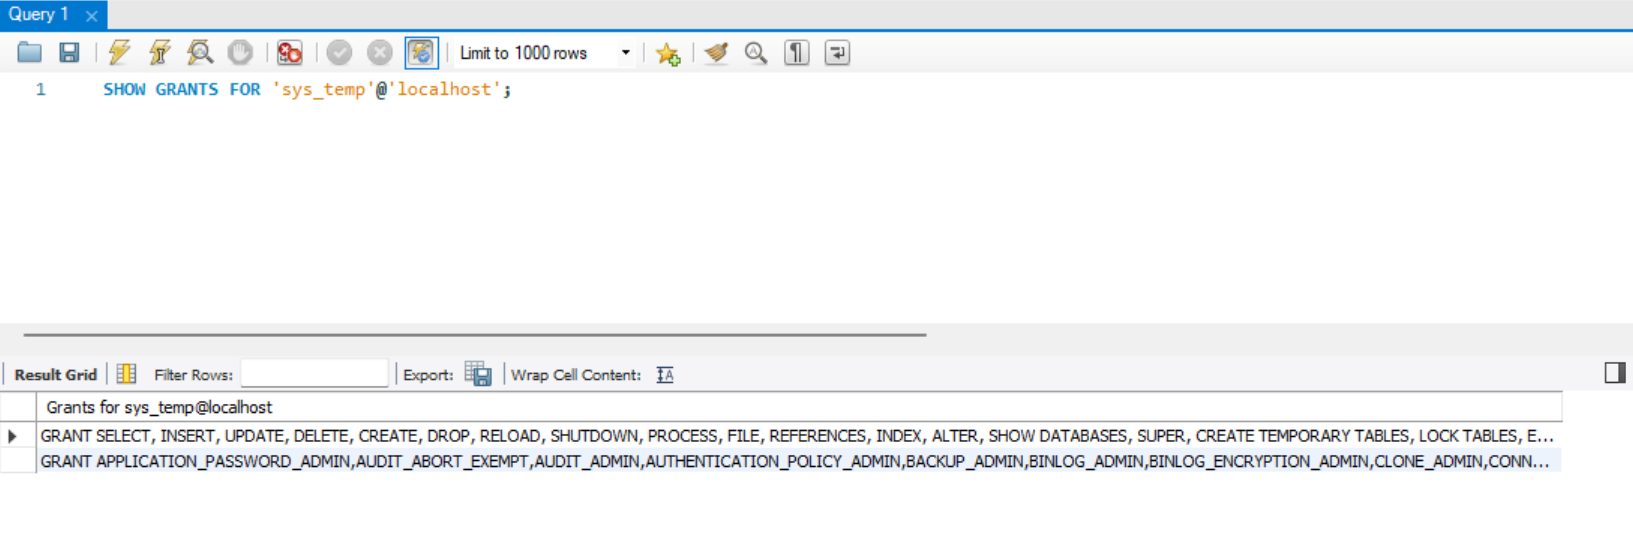 Query 1
Limit to 1000 rows
1 SHOW GRANTS FOR 'sys_temp'@'localhost';
Result Grid Filter Rows: Export: Wrap Cell Content:
Grants for sys_temp@localhost
GRANT SELECT, INSERT, UPDATE, DELETE, CREATE, DROP, RELOAD, SHUTDOWN, PROCESS, FILE, REFERENCES, INDEX, ALTER, SHOW DATABASES, SUPER, CREATE TEMPORARY TABLES, LOCK TABLES, E...
GRANT APPLICATION_PASSWORD_ADMIN,AUDIT_ABORT_EXEMPT,AUDIT_ADMIN,AUTHENTICATION_POLICY_ADMIN,BACKUP_ADMIN,BINLOG_ADMIN,BINLOG_ENCRYPTION_ADMIN,CLONE_ADMIN,CONN...